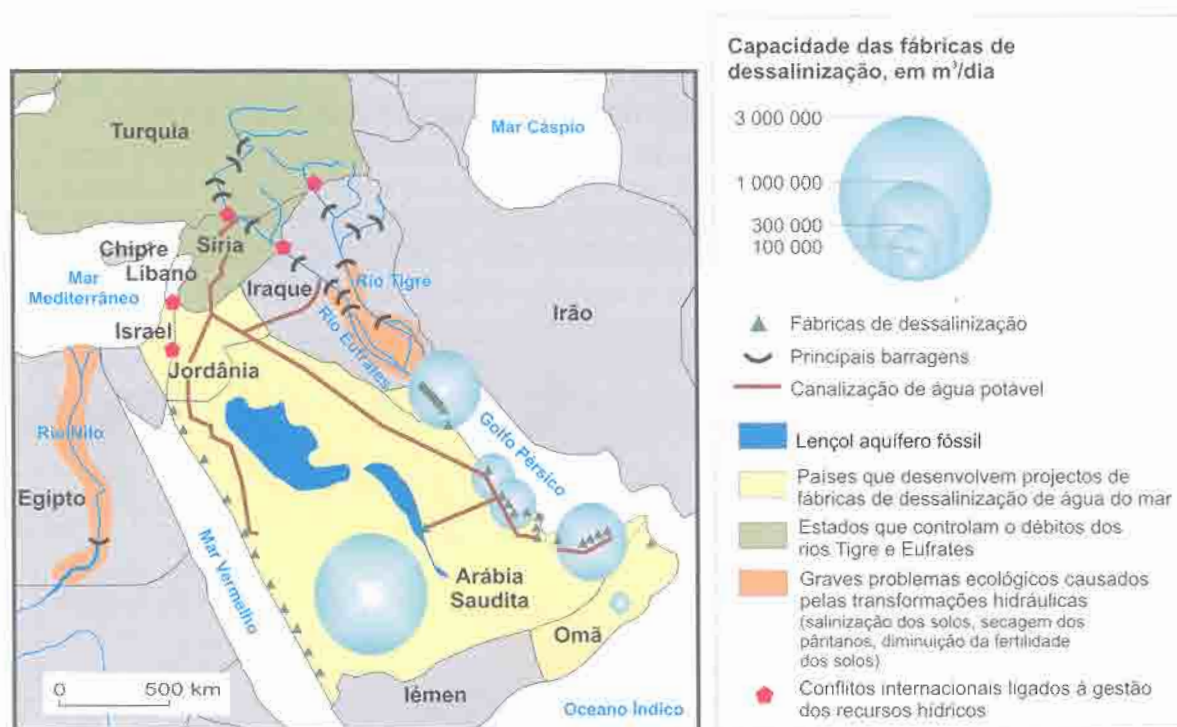 Turquia
Mar Cáspio
Chipre
Síria
Líbano
Mar
Mediterrâneo
Iraque
Rio Tigre
Irão
Israel
Rio Eufrates
Jordânia
Golfo Pérsico
Rio Nilo
Egipto
Mar Vermelho
Arábia
Saudita
Omã
Iémen
0 500 km
Oceano Índico
Capacidade das fábricas de
dessalinização, em m³/dia
3 000 000
1 000 000
300 000
100 000
Fábricas de dessalinização
Principais barragens
Canalização de água potável
Lençol aquífero fóssil
Países que desenvolvem projectos de
fábricas de dessalinização de água do mar
Estados que controlam o débitos dos
rios Tigre e Eufrates
Graves problemas ecológicos causados
pelas transformações hidráulicas
(salinização dos solos, secagem dos
pântanos, diminuição da fertilidade
dos solos)
Conflitos internacionais ligados à gestão
dos recursos hídricos